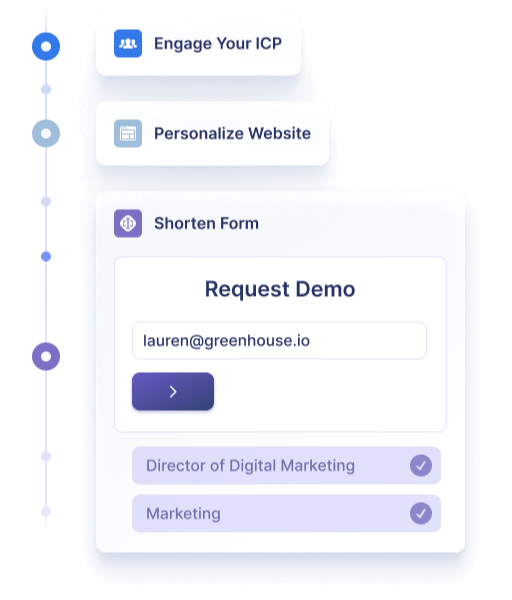 Engage Your ICP
Personalize Website
Shorten Form
Request Demo
lauren@greenhouse.io
Director of Digital Marketing
Marketing